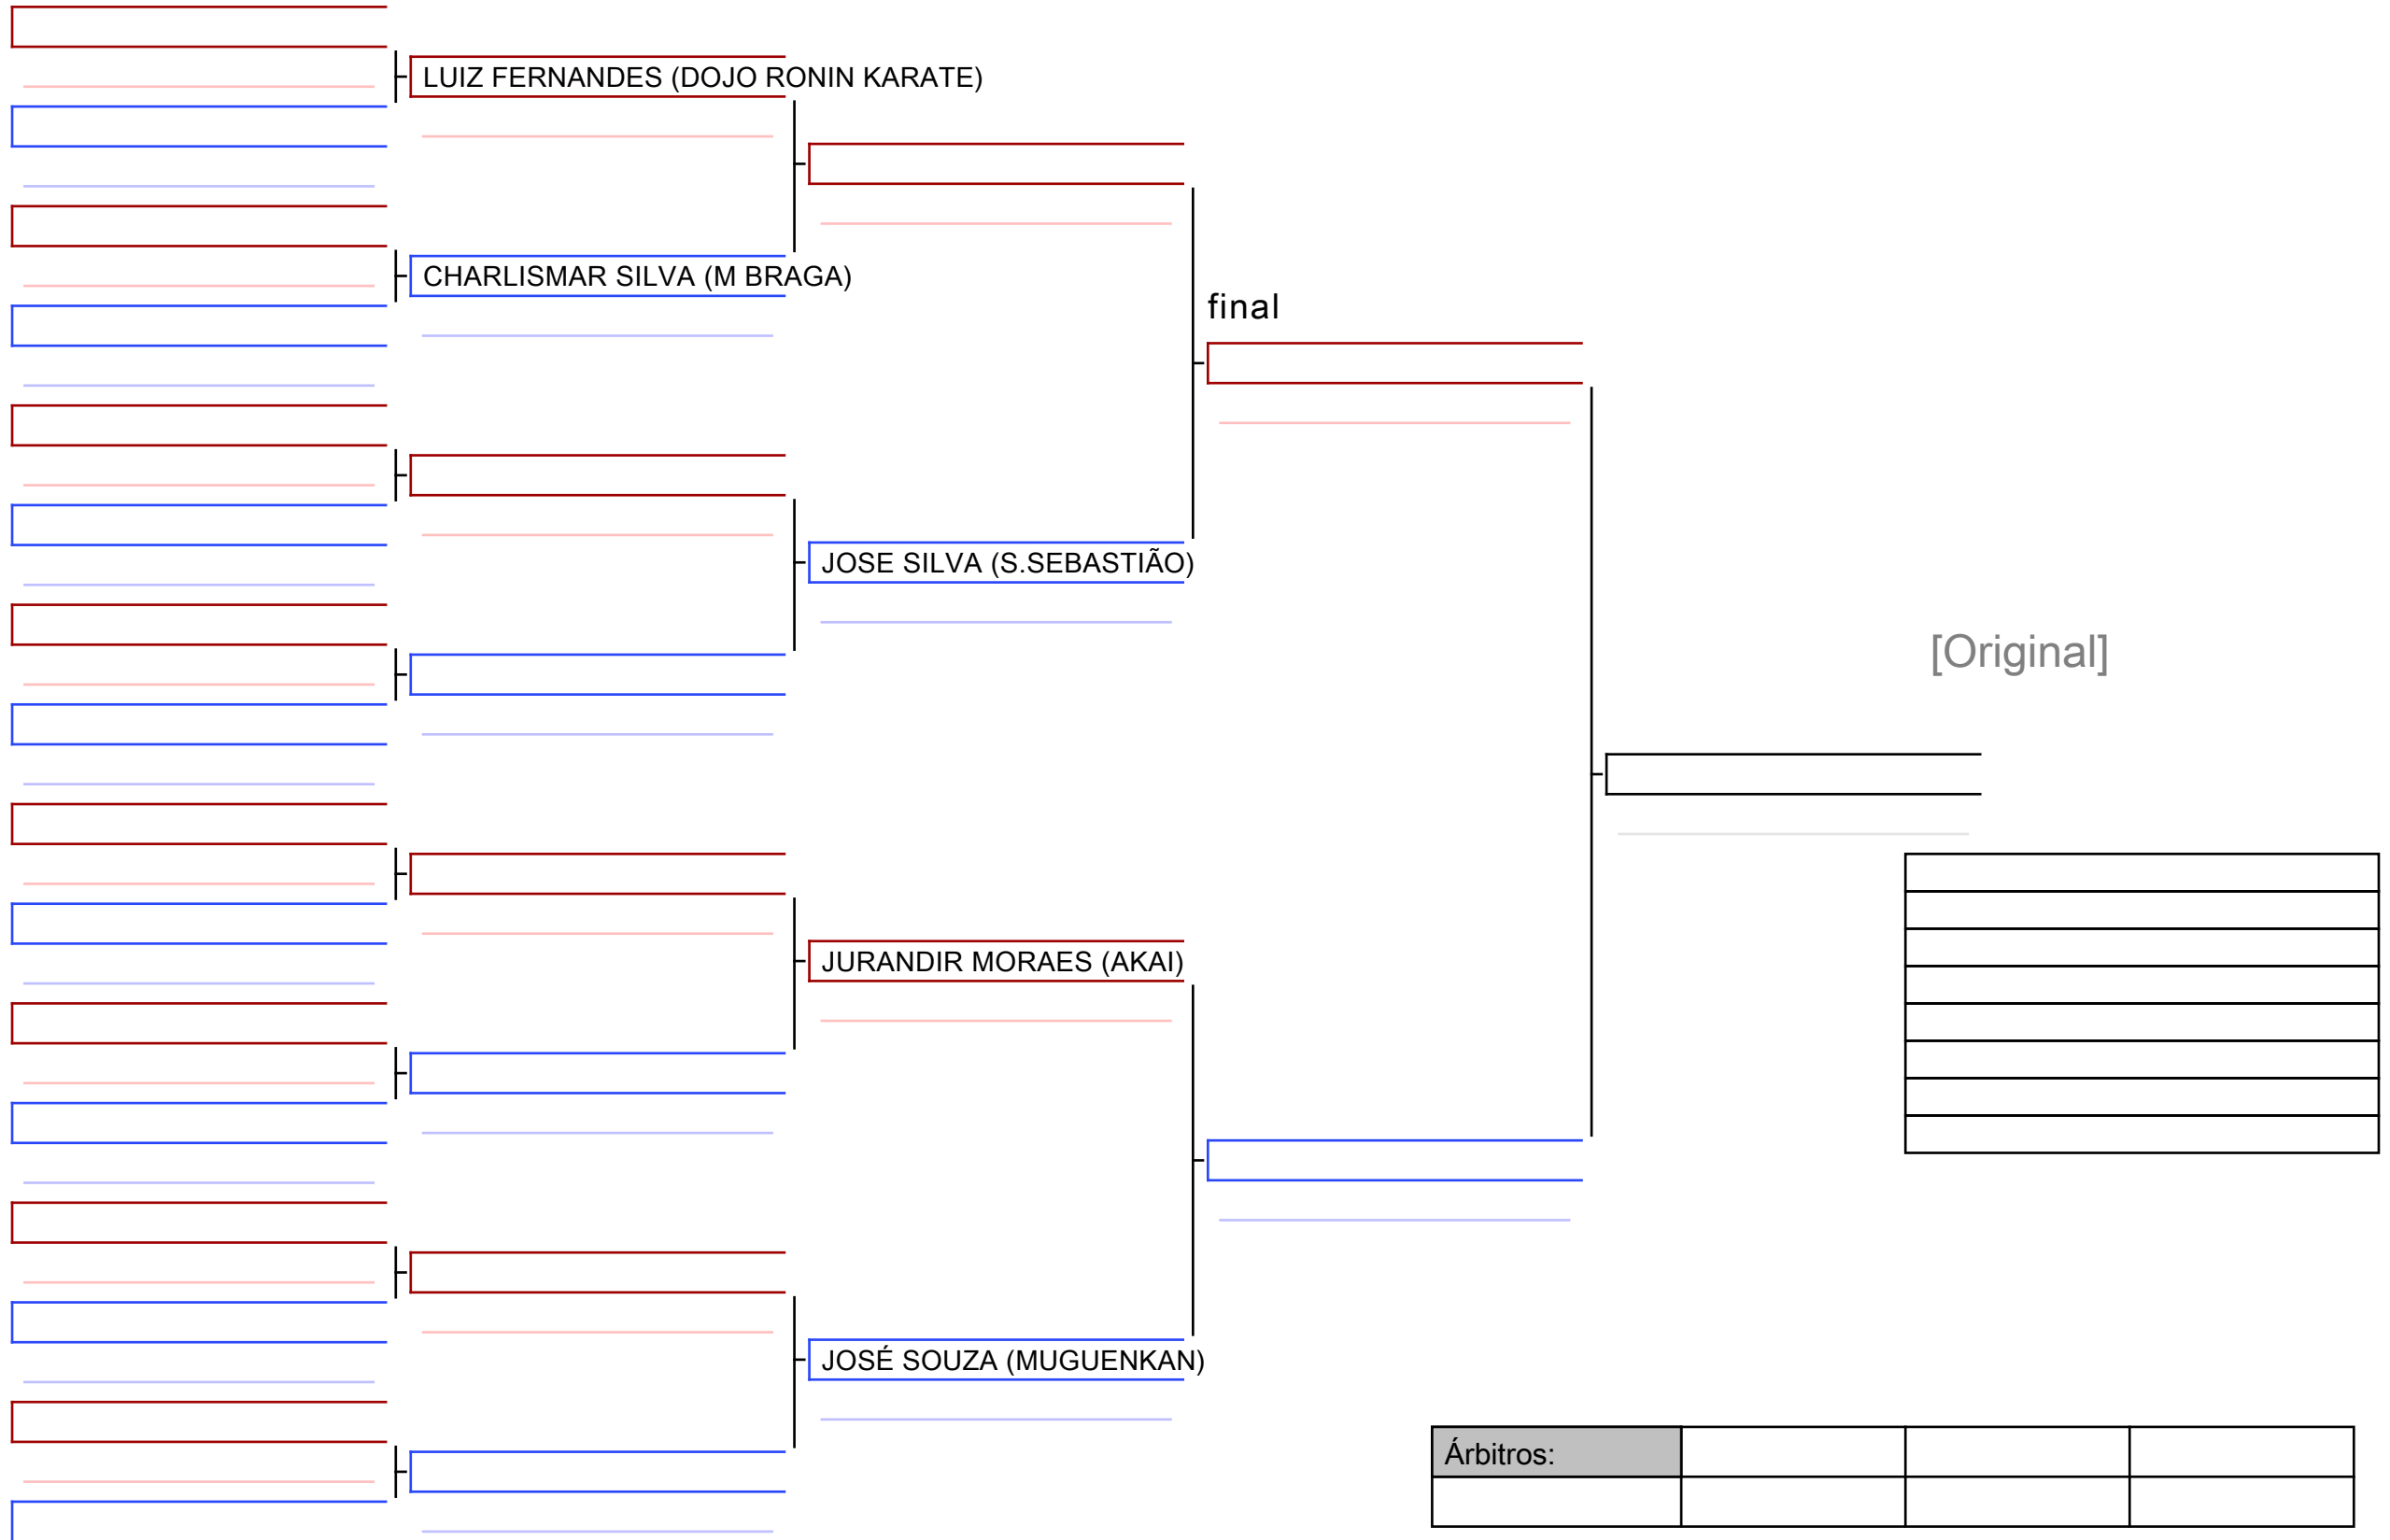 LUIZ FERNANDES (DOJO RONIN KARATE)
CHARLISMAR SILVA (M BRAGA)
final
JOSE SILVA (S.SEBASTIÃO)
[Original]
JURANDIR MORAES (AKAI)
JOSÉ SOUZA (MUGUENKAN)
Árbitros: